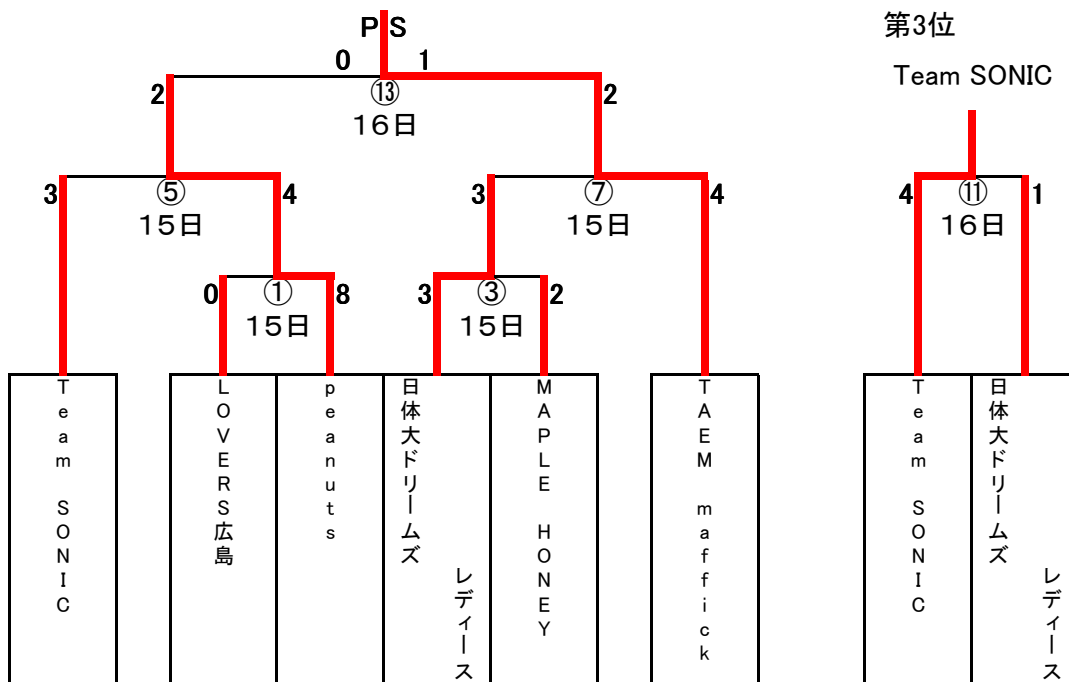 PS
第3位
0 1
Team SONIC
2 ⑬ 2
16日
3 ⑤ 4
15日
3 ⑦ 4
15日
4 ⑪ 1
16日
0 ① 8
15日
3 ③ 2
15日
Team SONIC
LOVERS広島
peanuts
日体大ドリームズ
レディース
MAPLE HONEY
TAEM maffick
Team SONIC
日体大ドリームズ
レディース